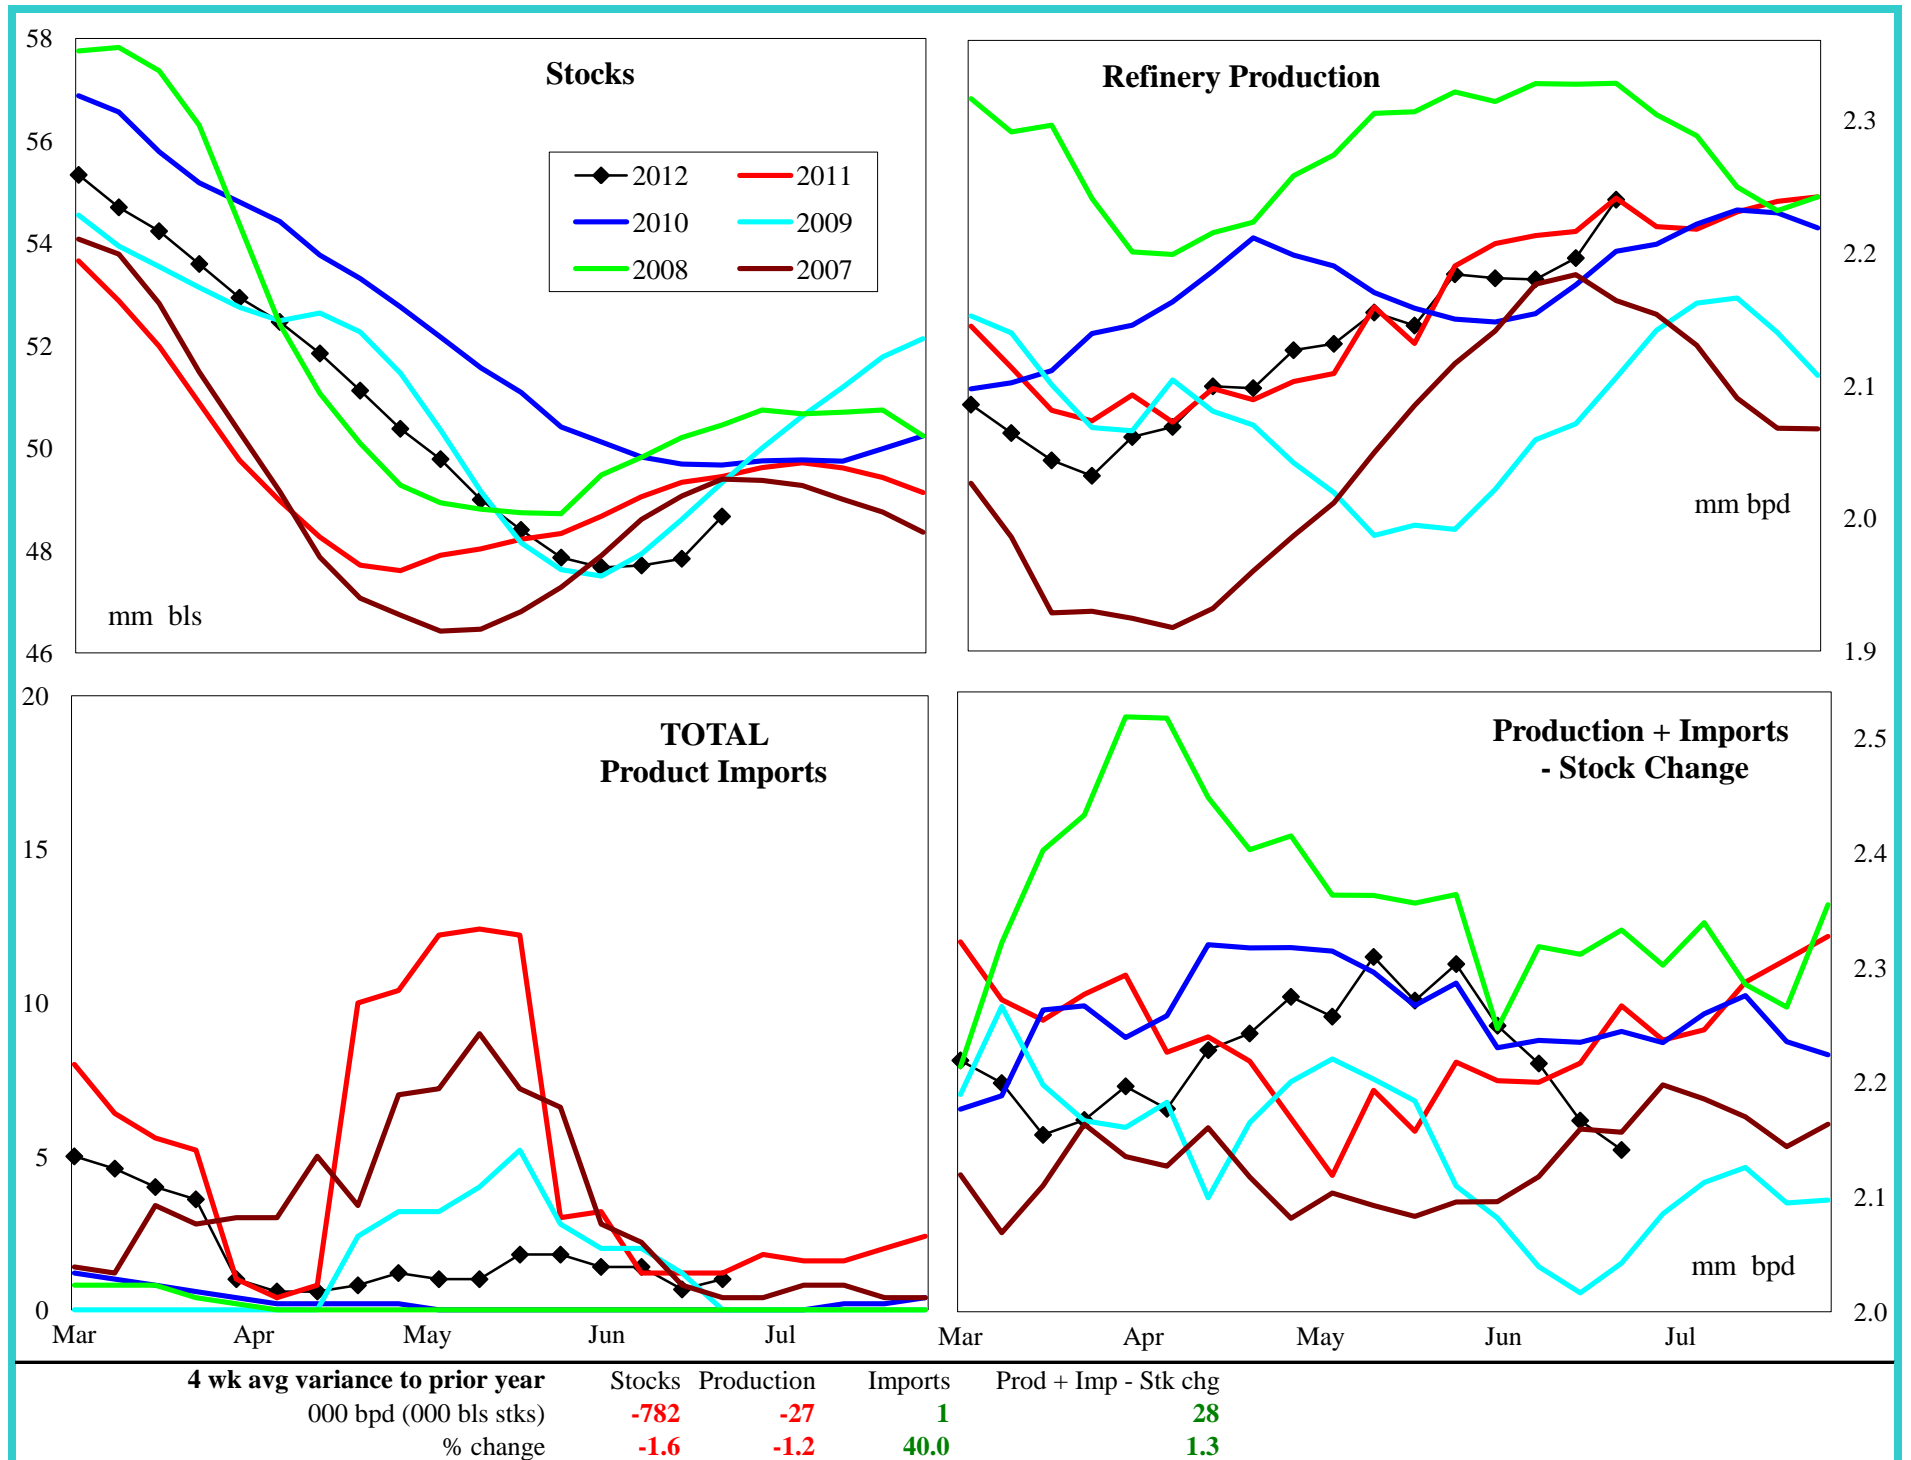 Stocks
58
56
54
52
50
48
46
2012 2011
2010 2009
2008 2007
mm bls
Refinery Production
2.3
2.2
2.1
2.0
1.9
mm bpd
TOTAL
Product Imports
20
15
10
5
0
Mar Apr May Jun Jul
Production + Imports
- Stock Change
2.5
2.4
2.3
2.2
2.1
2.0
mm bpd
Mar Apr May Jun Jul
4 wk avg variance to prior year Stocks Production Imports Prod + Imp - Stk chg
000 bpd (000 bls stks) -782 -27 1 28
% change -1.6 -1.2 40.0 1.3